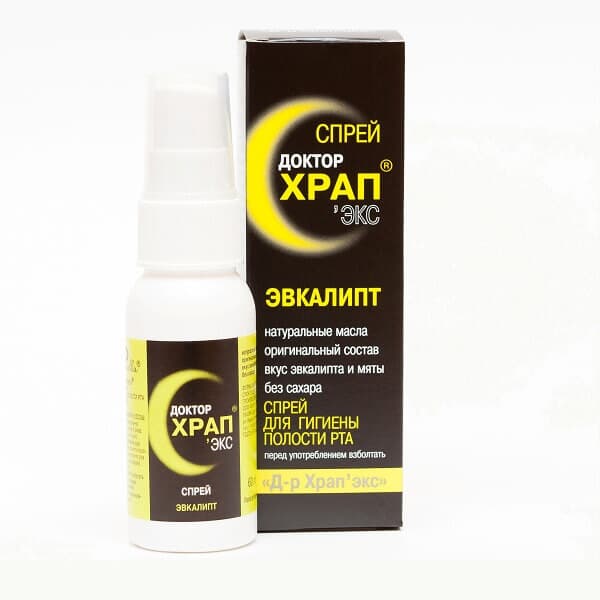 СПРЕЙ
ДОКТОР
ХРАП®
'ЭКС
ЭВКАЛИПТ
натуральные масла
оригинальный состав
вкус эвкалипта и мяты
без сахара
СПРЕЙ
ДЛЯ ГИГИЕНЫ
ПОЛОСТИ РТА
перед употреблением взболтать
«Д-р Храп'экс»
ДОКТОР
ХРАП®
'ЭКС
СПРЕЙ
ЭВКАЛИПТ